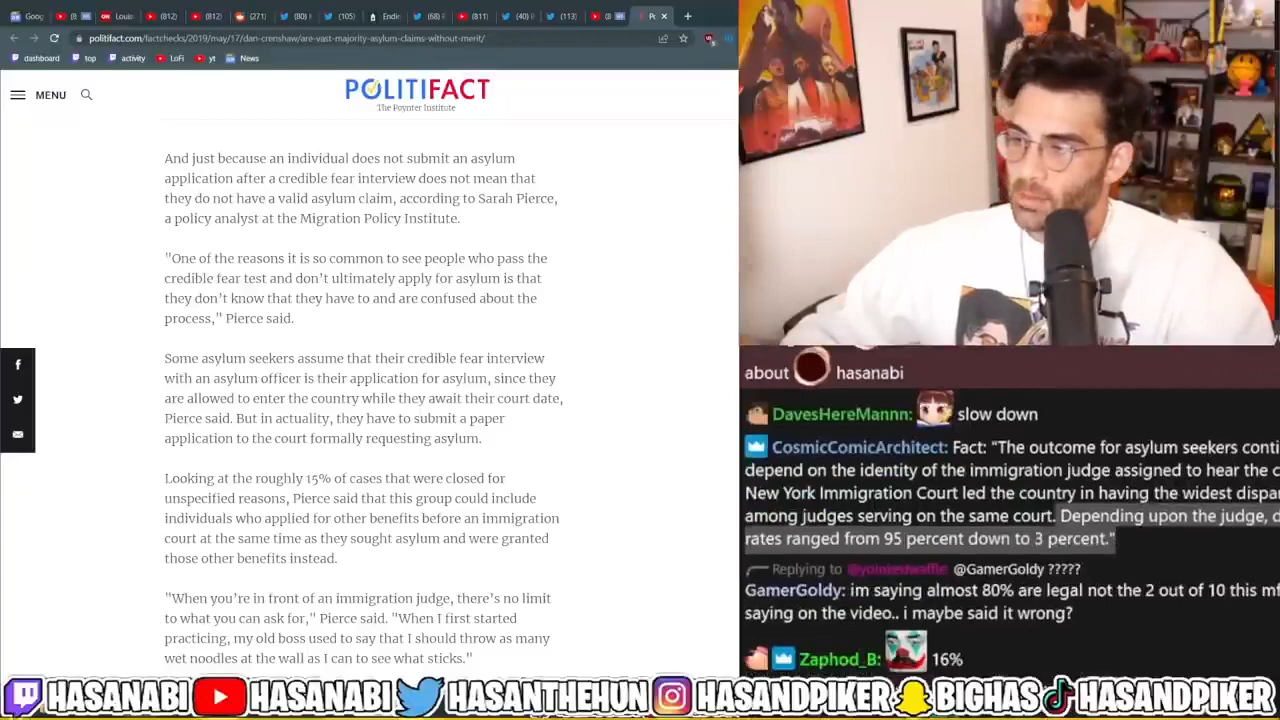 Goog
(8
Louis
(812)
(812)
(271)
(80)
(105)
Endin
(68)
(811)
(40)
(113)
(8
Po
politifact.com/factchecks/2019/may/17/dan-crenshaw/are-vast-majority-asylum-claims-without-merit/
dashboard
top
activity
LoFi
yt
News
MENU
POLITIFACT
The Poynter Institute
And just because an individual does not submit an asylum
application after a credible fear interview does not mean that
they do not have a valid asylum claim, according to Sarah Pierce,
a policy analyst at the Migration Policy Institute.
"One of the reasons it is so common to see people who pass the
credible fear test and don't ultimately apply for asylum is that
they don't know that they have to and are confused about the
process," Pierce said.
Some asylum seekers assume that their credible fear interview
with an asylum officer is their application for asylum, since they
are allowed to enter the country while they await their court date,
Pierce said. But in actuality, they have to submit a paper
application to the court formally requesting asylum.
Looking at the roughly 15% of cases that were closed for
unspecified reasons, Pierce said that this group could include
individuals who applied for other benefits before an immigration
court at the same time as they sought asylum and were granted
those other benefits instead.
"When you're in front of an immigration judge, there's no limit
to what you can ask for," Pierce said. "When I first started
practicing, my old boss used to say that I should throw as many
wet noodles at the wall as I can to see what sticks."
about hasanabi
DavesHereMannn: slow down
CosmicComicArchitect: Fact: "The outcome for asylum seekers conti
depend on the identity of the immigration judge assigned to hear the c
New York Immigration Court led the country in having the widest dispa
among judges serving on the same court. Depending upon the judge, d
rates ranged from 95 percent down to 3 percent."
Replying to @yoinkedwaffle: @GamerGoldy ?????
GamerGoldy: im saying almost 80% are legal not the 2 out of 10 this mf
saying on the video.. i maybe said it wrong?
Zaphod_B: 16%
HASANABI HASANABI HASANTHEHUN HASANDPIKER BIGHAS HASANDPIKER